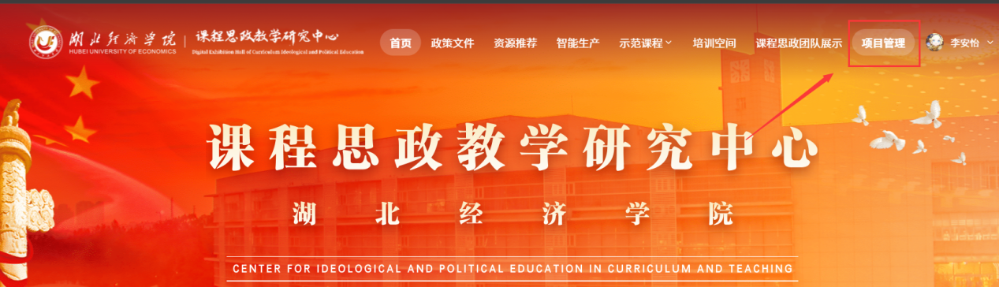 湖北经济学院 | 课程思政教学研究中心
HUBEI UNIVERSITY OF ECONOMICS
Digital Exhibition Hall of Curriculum Ideological and Political Education
首页 政策文件 资源推荐 智能生产 示范课程 培训空间 课程思政团队展示 项目管理 李安怡
课程思政教学研究中心
湖北经济学院
CENTER FOR IDEOLOGICAL AND POLITICAL EDUCATION IN CURRICULUM AND TEACHING